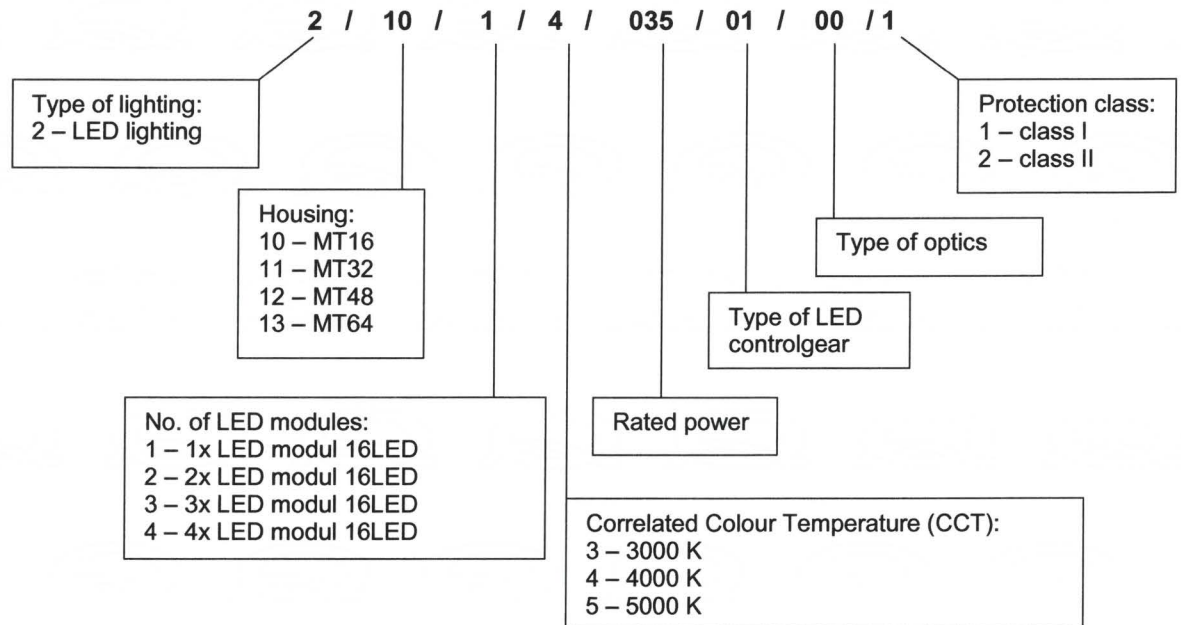 2 / 10 / 1 / 4 / 035 / 01 / 00 / 1
Type of lighting:
2 – LED lighting
Protection class:
1 – class I
2 – class II
Housing:
10 – MT16
11 – MT32
12 – MT48
13 – MT64
Type of optics
Type of LED
controlgear
No. of LED modules:
1 – 1x LED modul 16LED
2 – 2x LED modul 16LED
3 – 3x LED modul 16LED
4 – 4x LED modul 16LED
Rated power
Correlated Colour Temperature (CCT):
3 – 3000 K
4 – 4000 K
5 – 5000 K